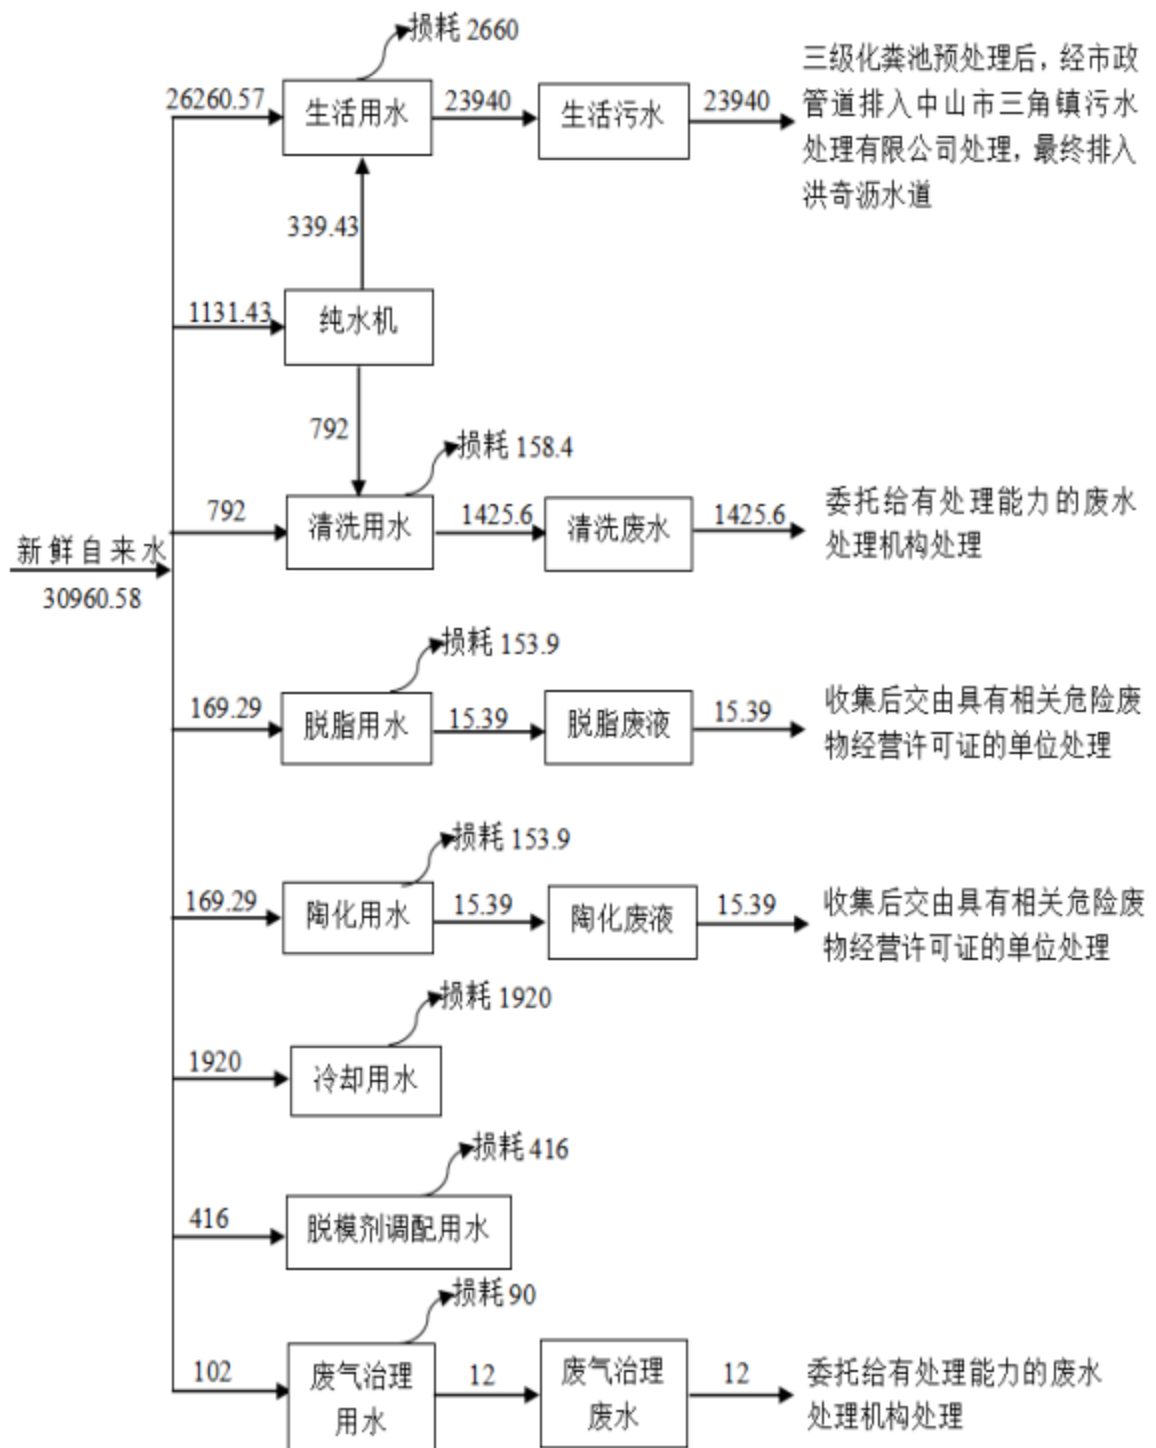 损耗 2660
26260.57
生活用水
23940
生活污水
23940
三级化粪池预处理后，经市政
管道排入中山市三角镇污水
处理有限公司处理，最终排入
洪奇沥水道
339.43
1131.43
纯水机
792
损耗 158.4
792
清洗用水
1425.6
清洗废水
1425.6
委托给有处理能力的废水
处理机构处理
新鲜自来水
30960.58
损耗 153.9
169.29
脱脂用水
15.39
脱脂废液
15.39
收集后交由具有相关危险废
物经营许可证的单位处理
损耗 153.9
169.29
陶化用水
15.39
陶化废液
15.39
收集后交由具有相关危险废
物经营许可证的单位处理
损耗 1920
1920
冷却用水
损耗 416
416
脱模剂调配用水
损耗 90
102
废气治理
用水
12
废气治理
废水
12
委托给有处理能力的废水
处理机构处理